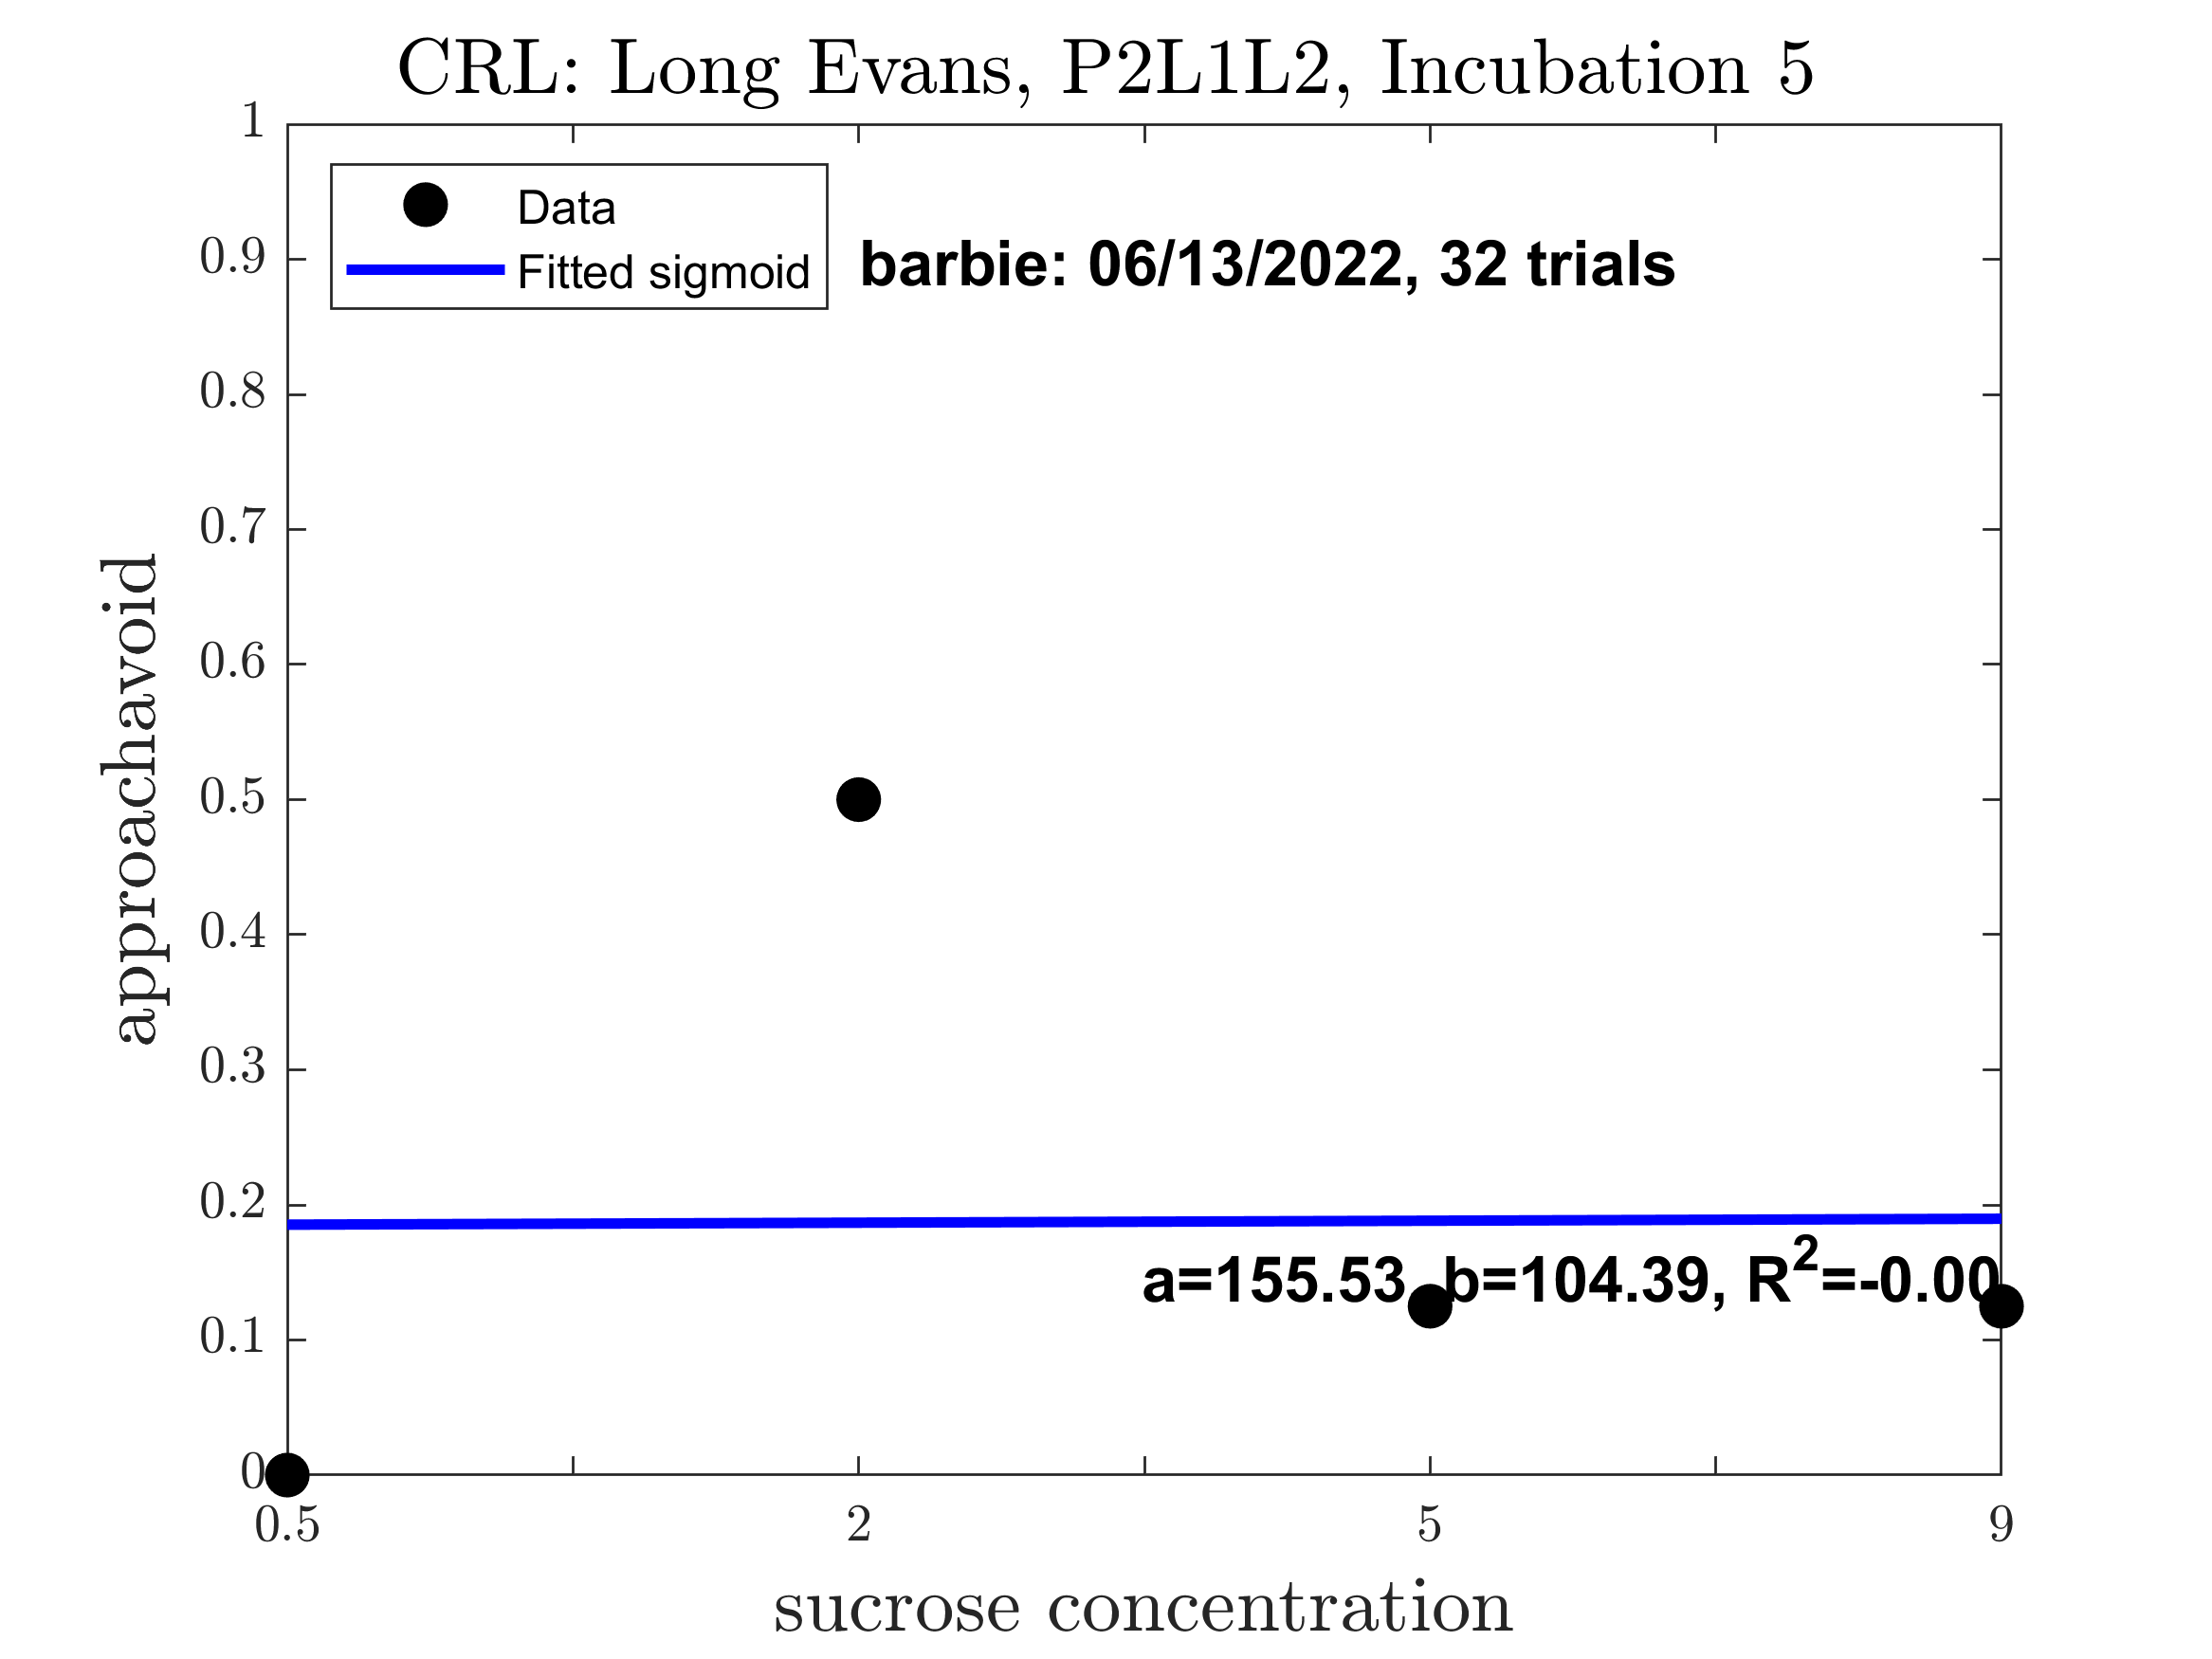 CRL: Long Evans, P2L1L2, Incubation 5
1
0.9
0.8
0.7
0.6
0.5
0.4
0.3
0.2
0.1
0
Data
Fitted sigmoid
barbie: 06/13/2022, 32 trials
approachavoid
a=155.53, b=104.39, R²=-0.00
0.5 2 5 9
sucrose concentration